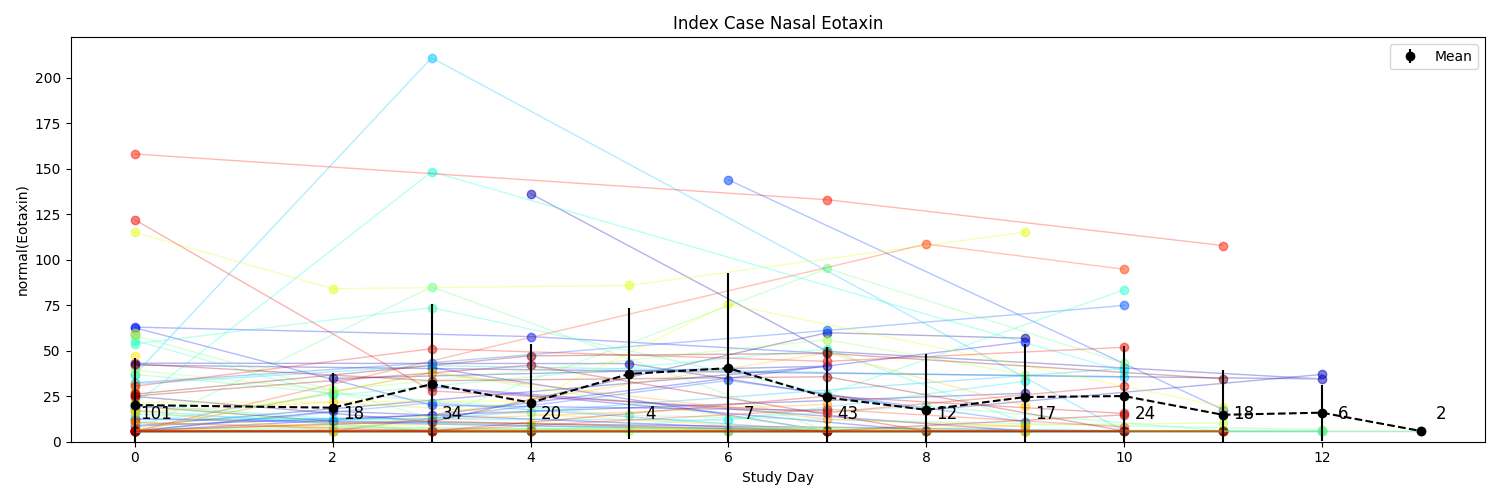 Index Case Nasal Eotaxin
Mean
normal(Eotaxin)
200
175
150
125
100
75
50
25
0
101 18 34 20 4 7 43 12 17 24 18 6 2
0 2 4 6 8 10 12
Study Day